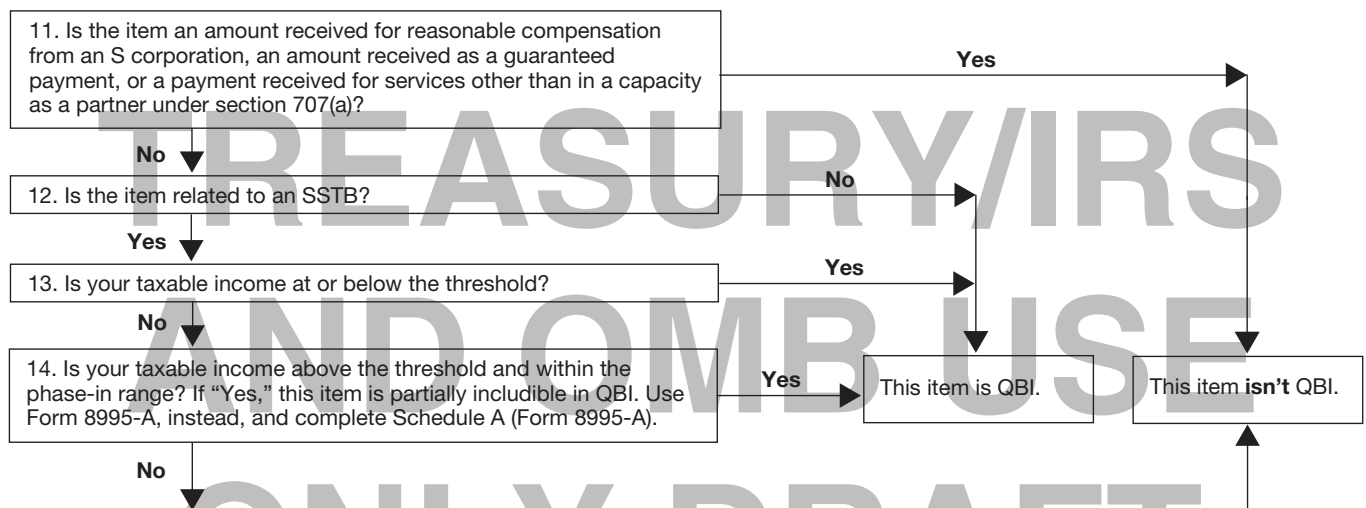 11. Is the item an amount received for reasonable compensation
from an S corporation, an amount received as a guaranteed
payment, or a payment received for services other than in a capacity
as a partner under section 707(a)?
Yes
No
12. Is the item related to an SSTB?
No
Yes
13. Is your taxable income at or below the threshold?
Yes
No
14. Is your taxable income above the threshold and within the
phase-in range? If “Yes,” this item is partially includible in QBI. Use
Form 8995-A, instead, and complete Schedule A (Form 8995-A).
Yes
This item is QBI.
This item isn’t QBI.
No
TREASURY/IRS
AND OMB USE
ONLY DRAFT